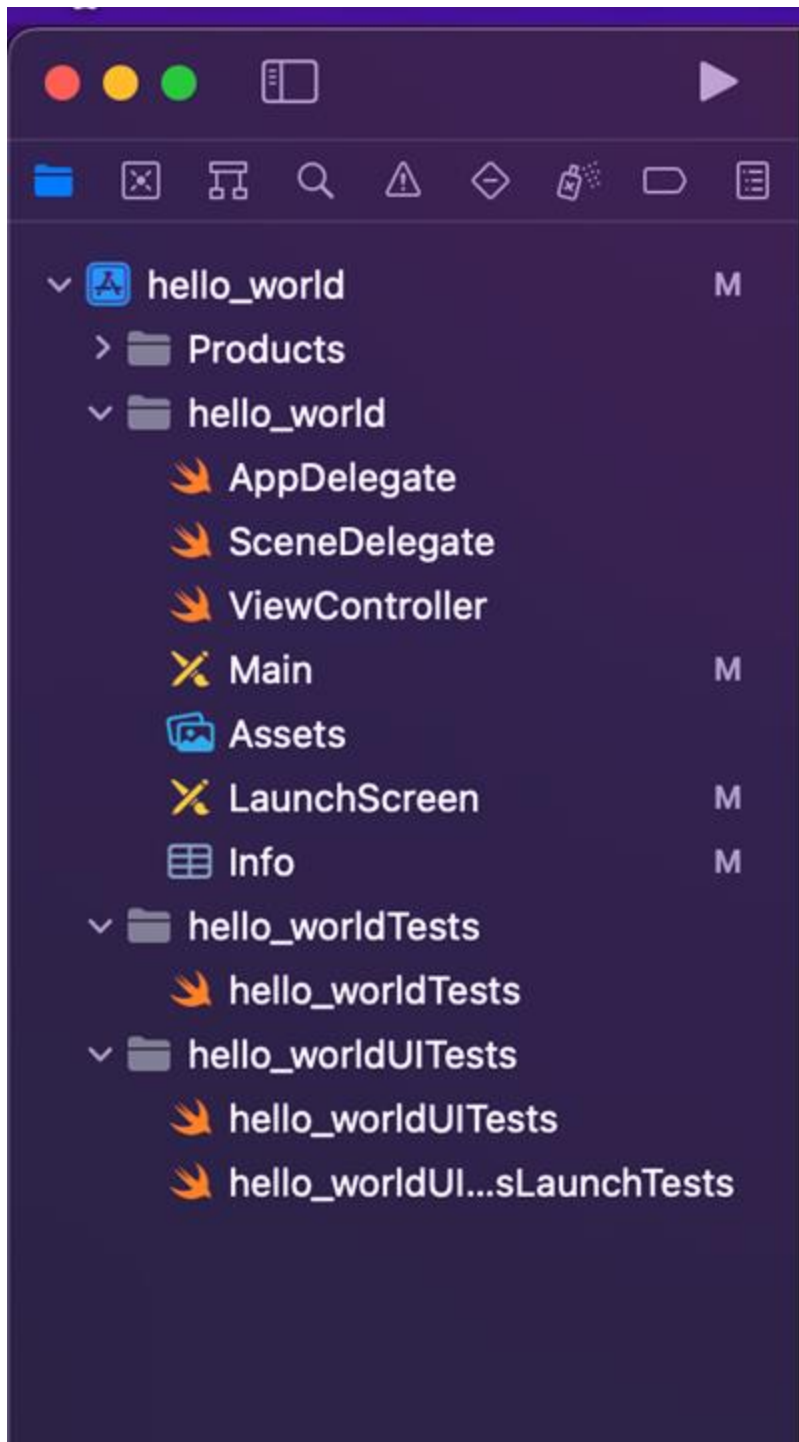 hello_world M
Products
hello_world
AppDelegate
SceneDelegate
ViewController
Main M
Assets
LaunchScreen M
Info M
hello_worldTests
hello_worldTests
hello_worldUITests
hello_worldUITests
hello_worldUI...sLaunchTests